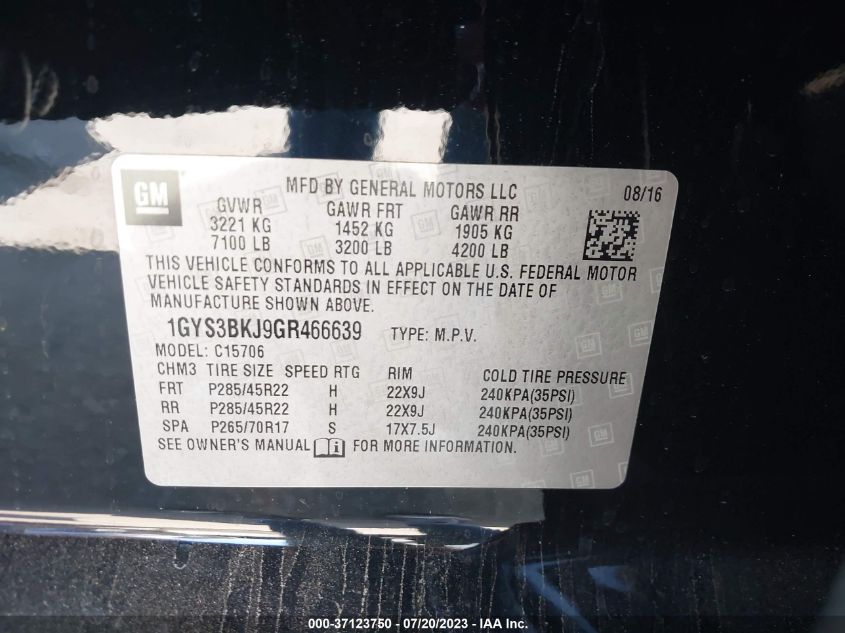 GM
MFD BY GENERAL MOTORS LLC 08/16
GVWR GAWR FRT GAWR RR
3221 KG 1452 KG 1905 KG
7100 LB 3200 LB 4200 LB
THIS VEHICLE CONFORMS TO ALL APPLICABLE U.S. FEDERAL MOTOR
VEHICLE SAFETY STANDARDS IN EFFECT ON THE DATE OF
MANUFACTURE SHOWN ABOVE.
1GYS3BKJ9GR466639 TYPE: M.P.V.
MODEL: C15706
CHM3 TIRE SIZE SPEED RTG RIM COLD TIRE PRESSURE
FRT P285/45R22 H 22X9J 240KPA(35PSI)
RR P285/45R22 H 22X9J 240KPA(35PSI)
SPA P265/70R17 S 17X7.5J 240KPA(35PSI)
SEE OWNER'S MANUAL FOR MORE INFORMATION.
000-37123750 — 07/20/2023 — © IAA Inc.